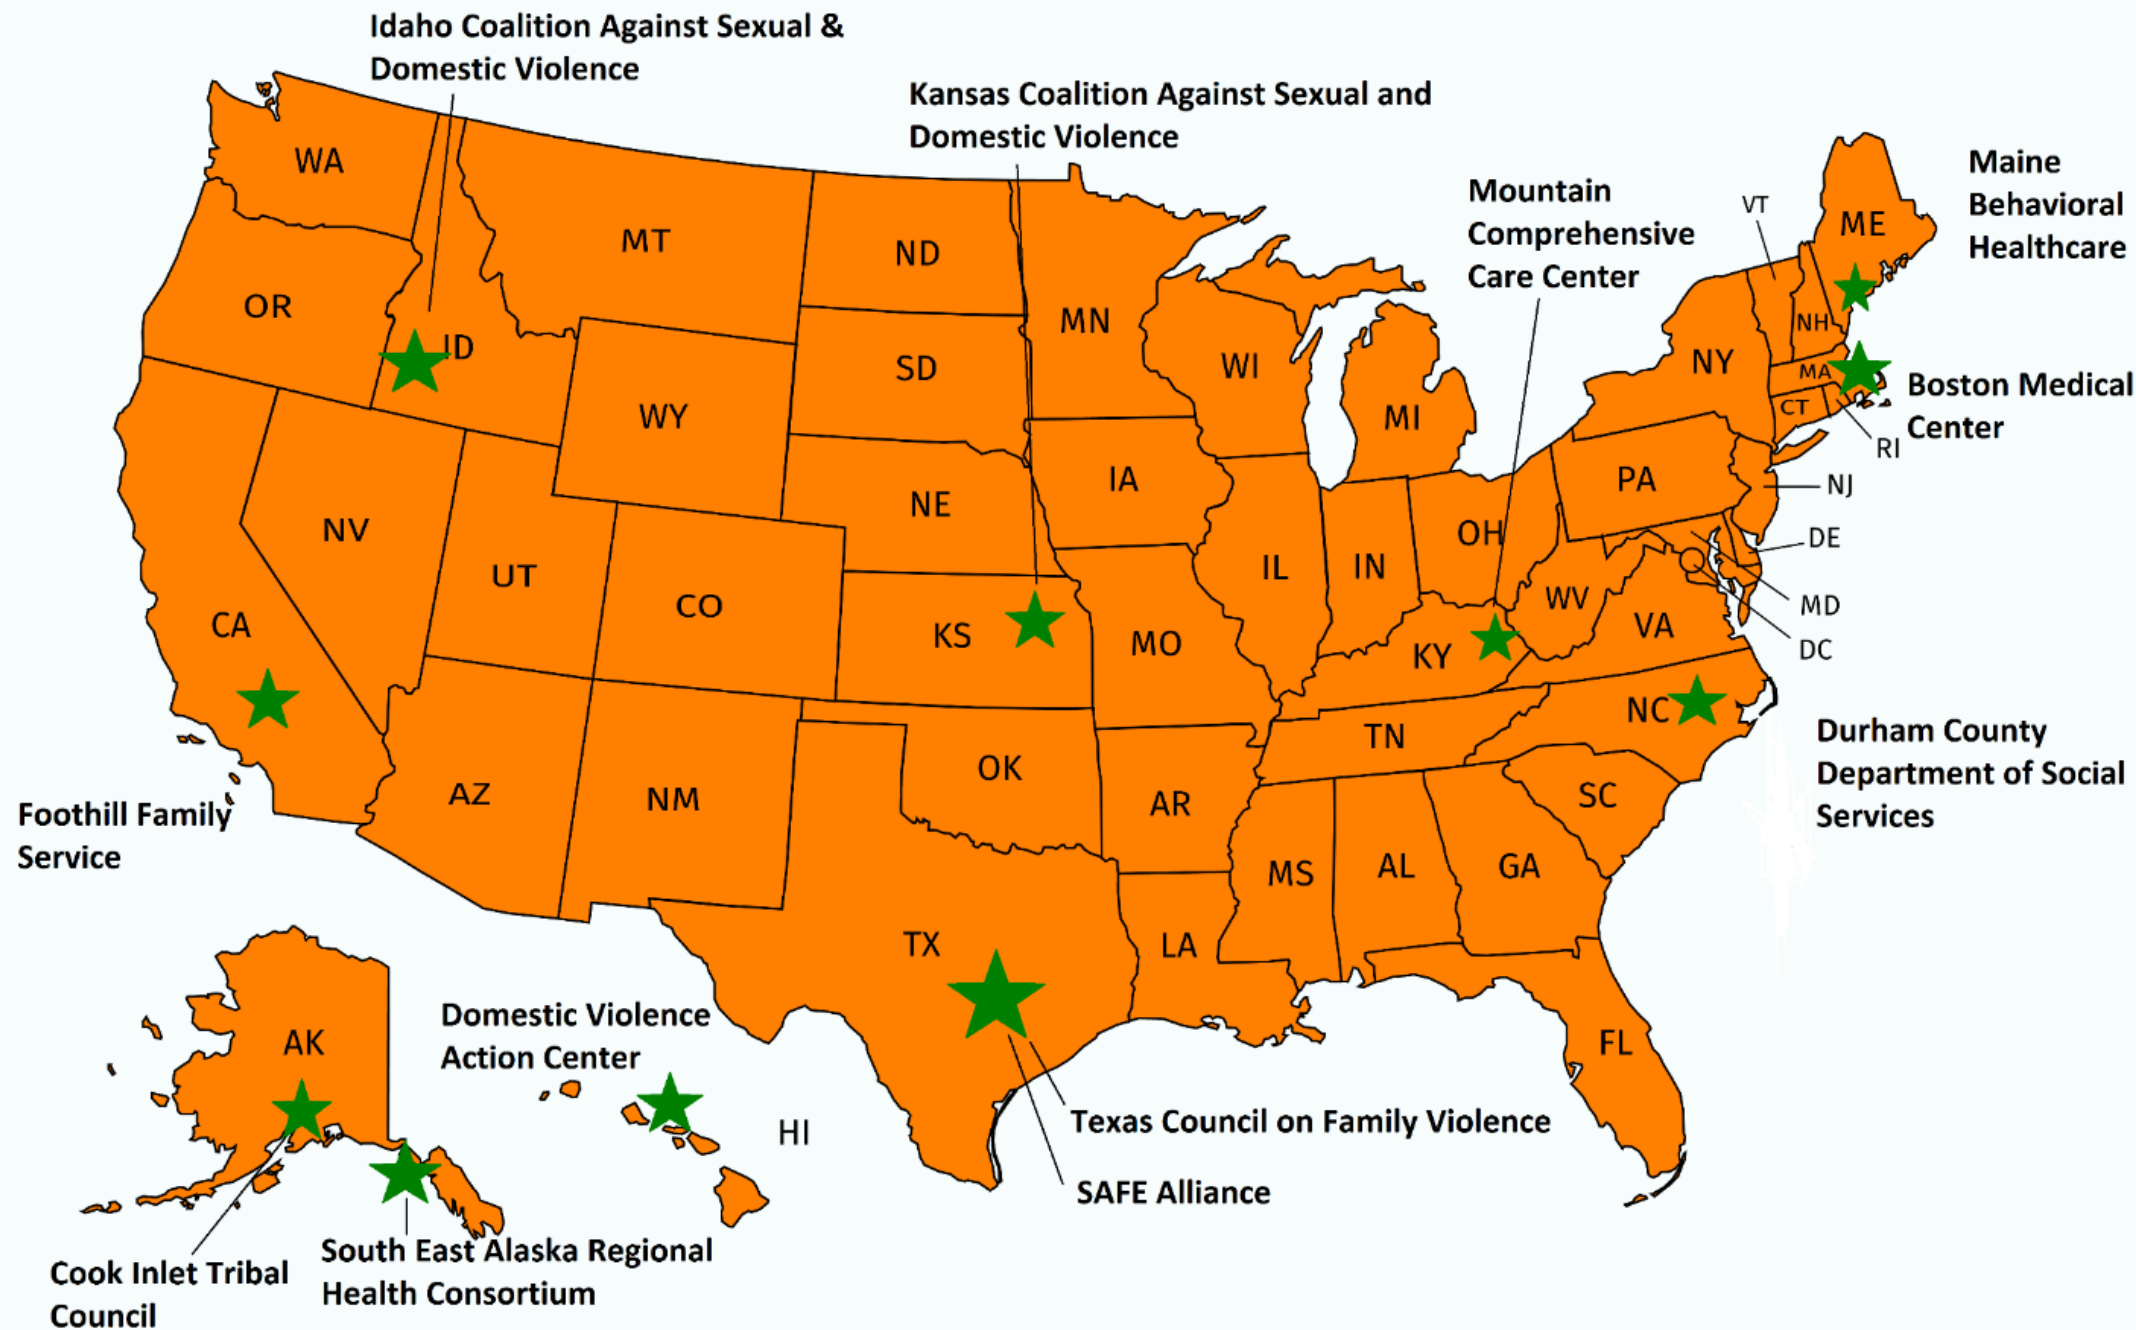 Idaho Coalition Against Sexual &
Domestic Violence
Kansas Coalition Against Sexual and
Domestic Violence
Mountain
Comprehensive
Care Center
Maine
Behavioral
Healthcare
Boston Medical
Center
Durham County
Department of Social
Services
Foothill Family
Service
Domestic Violence
Action Center
Texas Council on Family Violence
SAFE Alliance
South East Alaska Regional
Health Consortium
Cook Inlet Tribal
Council
WA
OR
ID
MT
ND
SD
MN
WI
MI
WY
NE
IA
NV
UT
CO
KS
MO
IL
IN
OH
KY
WV
VA
PA
NY
VT
NH
ME
MA
CT
RI
NJ
DE
MD
DC
CA
AZ
NM
OK
TX
AR
LA
MS
AL
GA
TN
NC
SC
FL
AK
HI